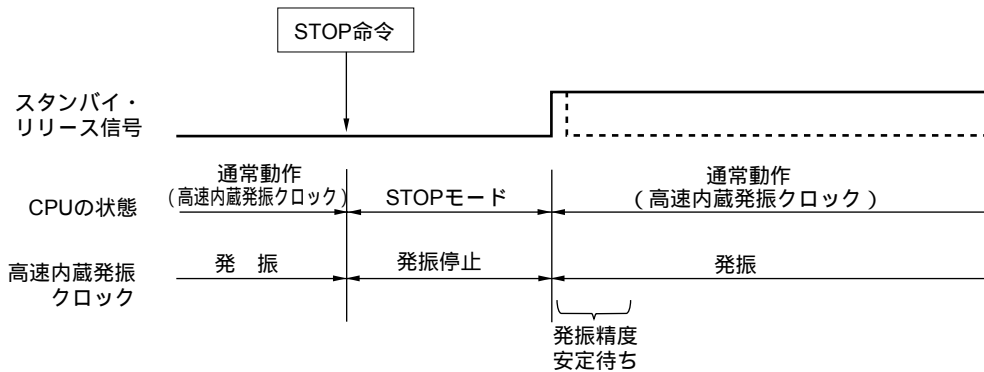 STOP命令
スタンバイ・
リリース信号
通常動作
(高速内蔵発振クロック)
STOPモード
通常動作
(高速内蔵発振クロック)
CPUの状態
発 振
発振停止
発振
高速内蔵発振
クロック
発振精度
安定待ち